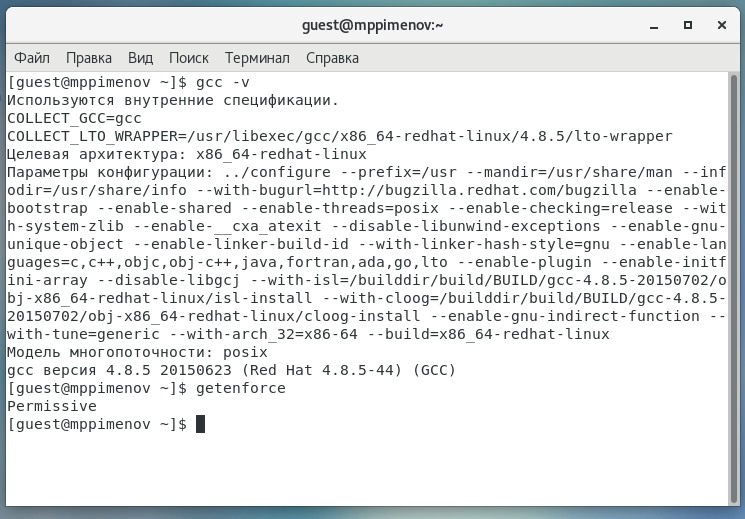 guest@mppimenov:~
Файл Правка Вид Поиск Терминал Справка
[guest@mppimenov ~]$ gcc -v
Используются внутренние спецификации.
COLLECT_GCC=gcc
COLLECT_LTO_WRAPPER=/usr/libexec/gcc/x86_64-redhat-linux/4.8.5/lto-wrapper
Целевая архитектура: x86_64-redhat-linux
Параметры конфигурации: ../configure --prefix=/usr --mandir=/usr/share/man --inf
odir=/usr/share/info --with-bugurl=http://bugzilla.redhat.com/bugzilla --enable-
bootstrap --enable-shared --enable-threads=posix --enable-checking=release --wit
h-system-zlib --enable-__cxa_atexit --disable-libunwind-exceptions --enable-gnu-
unique-object --enable-linker-build-id --with-linker-hash-style=gnu --enable-lan
guages=c,c++,objc,obj-c++,java,fortran,ada,go,lto --enable-plugin --enable-initf
ini-array --disable-libgcj --with-isl=/builddir/build/BUILD/gcc-4.8.5-20150702/o
bj-x86_64-redhat-linux/isl-install --with-cloog=/builddir/build/BUILD/gcc-4.8.5-
20150702/obj-x86_64-redhat-linux/cloog-install --enable-gnu-indirect-function --
with-tune=generic --with-arch_32=x86-64 --build=x86_64-redhat-linux
Модель многопоточности: posix
gcc версия 4.8.5 20150623 (Red Hat 4.8.5-44) (GCC)
[guest@mppimenov ~]$ getenforce
Permissive
[guest@mppimenov ~]$